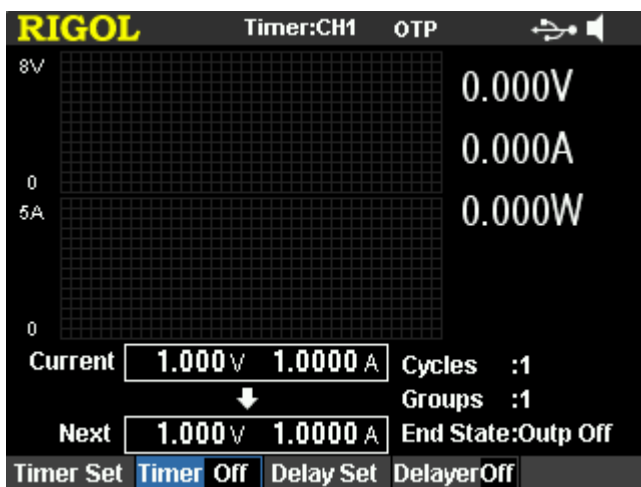 RIGOL Timer:CH1 OTP
8V
0.000V
0.000A
0
5A
0.000W
0
Current 1.000V 1.0000A Cycles :1
Groups :1
Next 1.000V 1.0000A End State:Outp Off
Timer Set Timer Off Delay Set Delayer Off